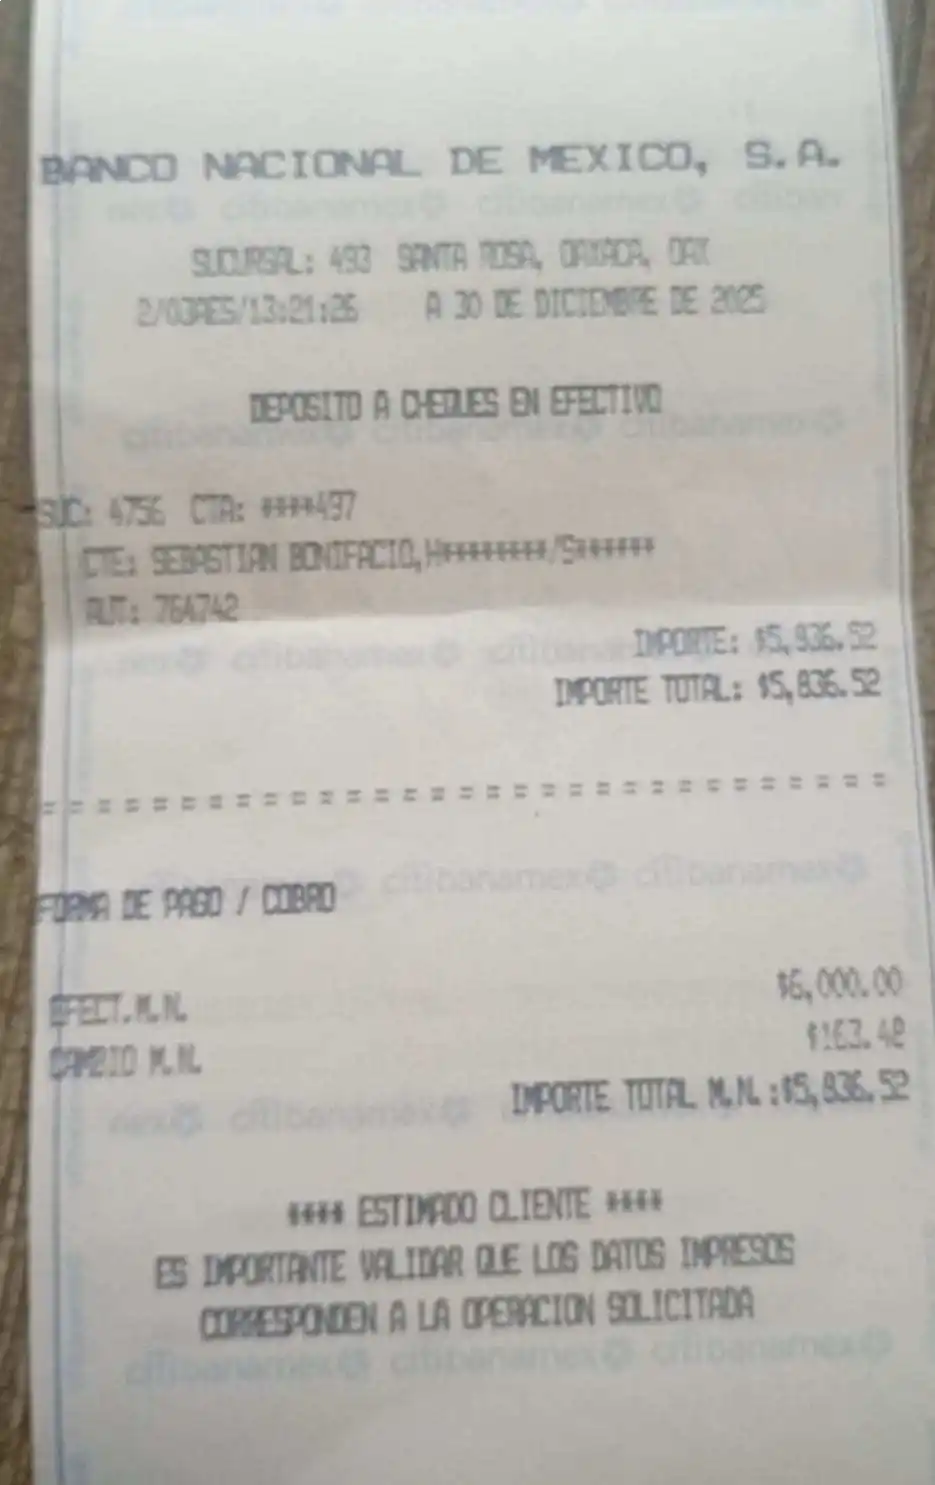 BANCO NACIONAL DE MEXICO, S.A.
SUCURSAL: 493 SANTA ROSA, OAXACA, OAX
2/03AES/13:21:26 A 30 DE DICIEMBRE DE 2025
DEPOSITO A CHEQUES EN EFECTIVO
SUC: 4756 CTA: ****497
CTE: SEBASTIAN BONIFACIO,H********/S******
AUT: 764742
IMPORTE: $5,836.52
IMPORTE TOTAL: $5,836.52
= = = = = = = = = = = = = = = = = = = = = = = = = = = = = = =
FORMA DE PAGO / COBRO
EFECT.M.N. $6,000.00
CAMBIO M.N. $163.48
IMPORTE TOTAL M.N.:$5,836.52
**** ESTIMADO CLIENTE ****
ES IMPORTANTE VALIDAR QUE LOS DATOS IMPRESOS
CORRESPONDEN A LA OPERACION SOLICITADA